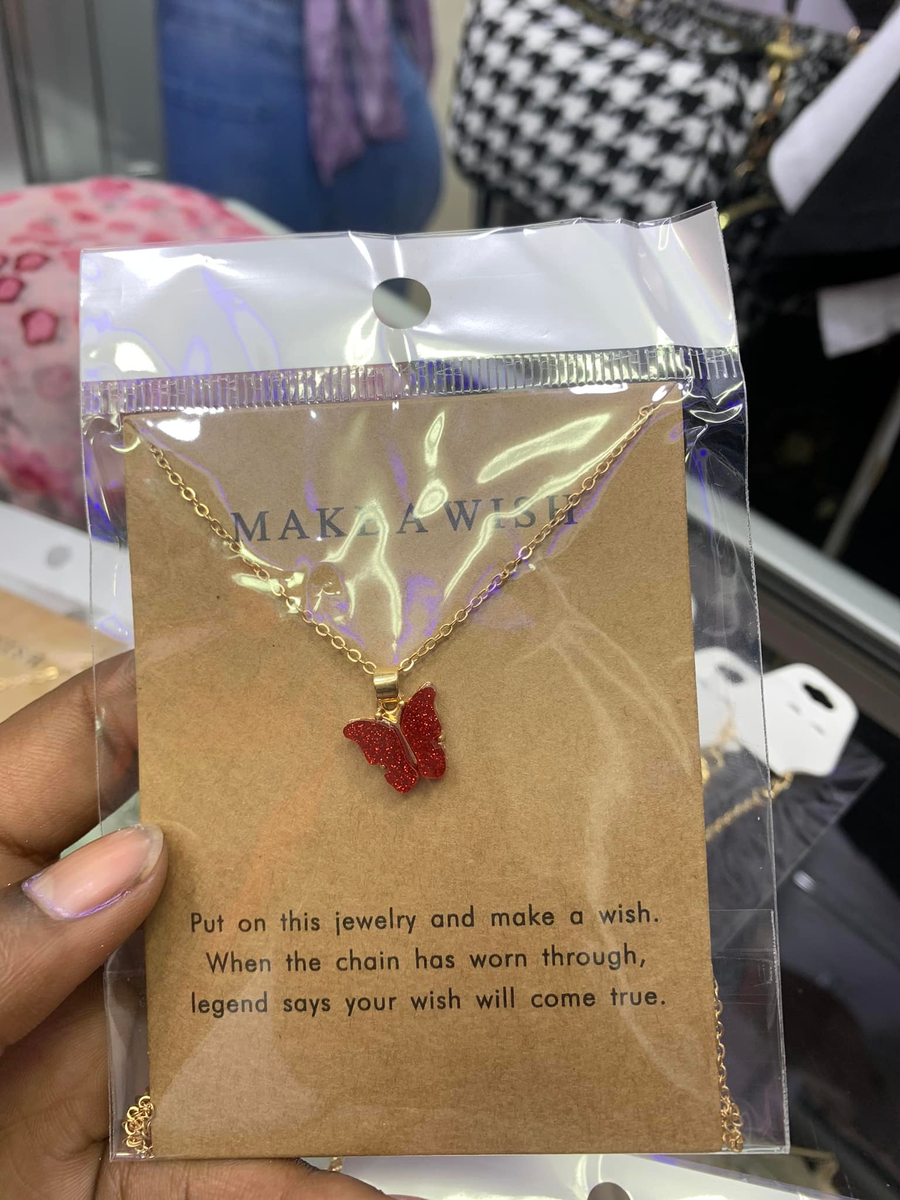 MAKE A WISH
Put on this jewelry and make a wish.
When the chain has worn through,
legend says your wish will come true.